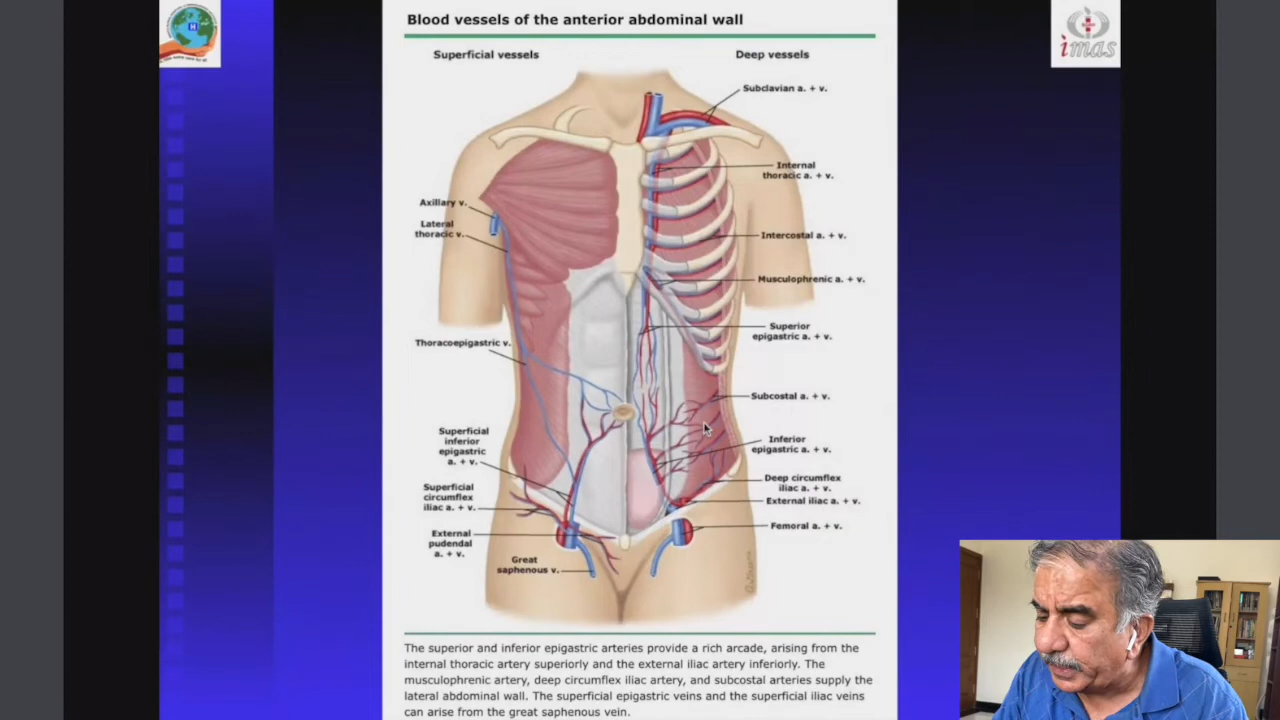 Blood vessels of the anterior abdominal wall
Superficial vessels
Deep vessels
Subclavian a. + v.
Internal
thoracic a. + v.
Axillary v.
Lateral
thoracic v.
Intercostal a. + v.
Musculophrenic a. + v.
Superior
epigastric a. + v.
Thoracoepigastric v.
Subcostal a. + v.
Superficial
inferior
epigastric
a. + v.
Inferior
epigastric a. + v.
Superficial
circumflex
iliac a. + v.
Deep circumflex
iliac a. + v.
External iliac a. + v.
External
pudendal
a. + v.
Femoral a. + v.
Great
saphenous v.
The superior and inferior epigastric arteries provide a rich arcade, arising from the
internal thoracic artery superiorly and the external iliac artery inferiorly. The
musculophrenic artery, deep circumflex iliac artery, and subcostal arteries supply the
lateral abdominal wall. The superficial epigastric veins and the superficial iliac veins
can arise from the great saphenous vein.
imas
H